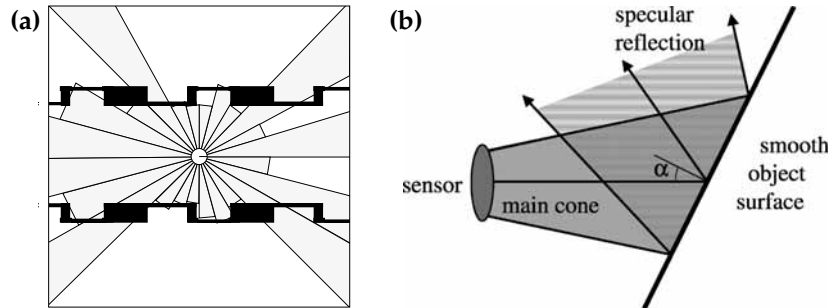 (a)
(b)
specular
reflection
smooth
object
surface
α
sensor
main cone